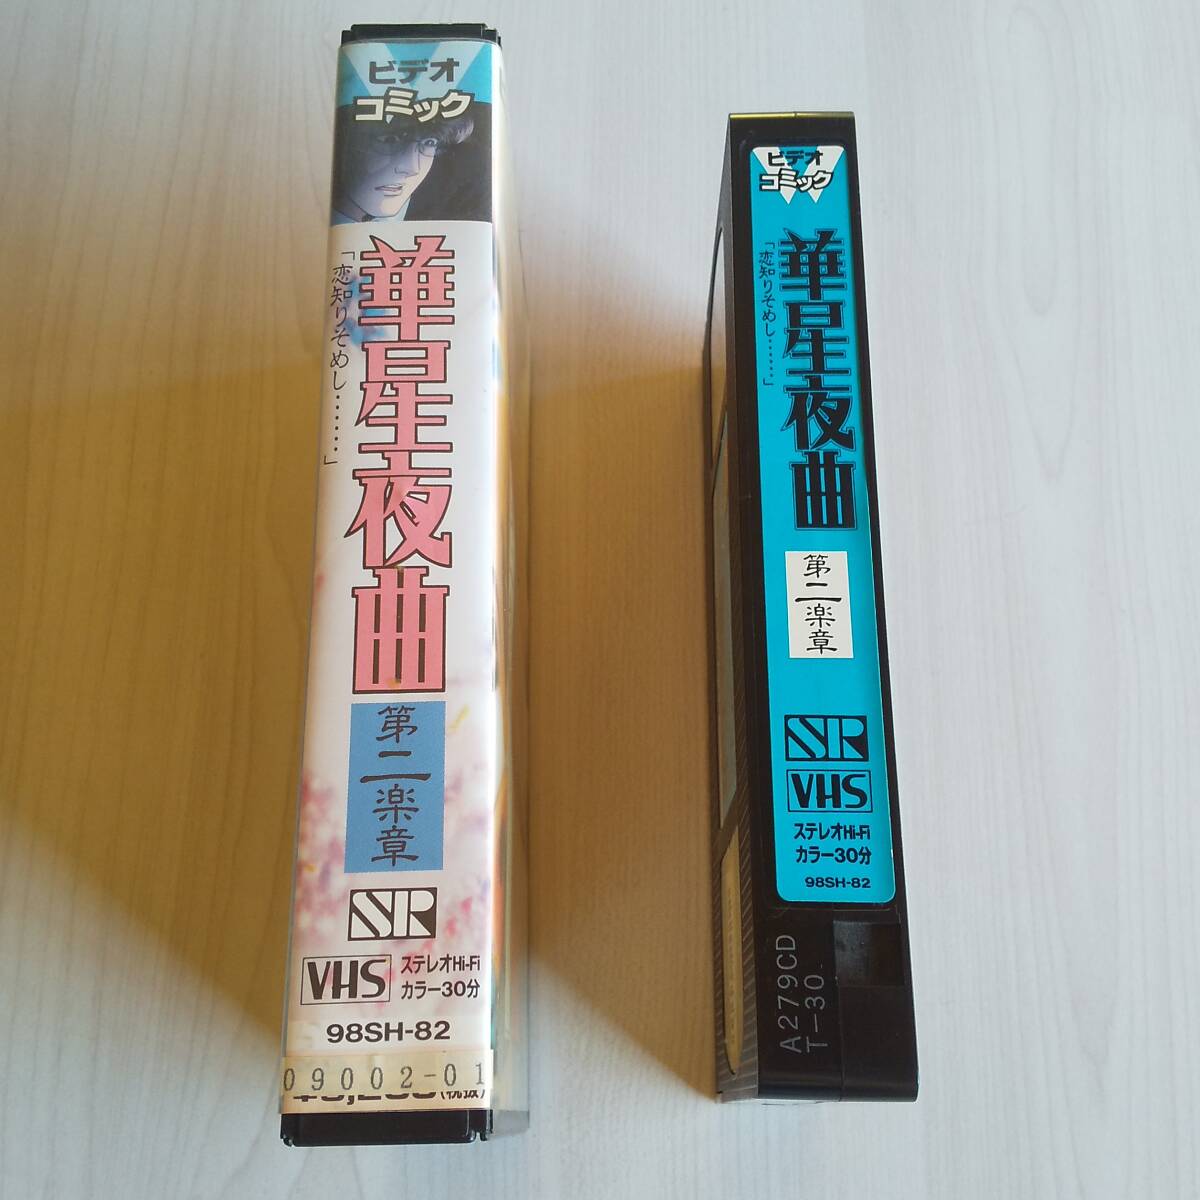 ビデオ
コミック
華星夜曲
「恋知りそめし……」
第二楽章
SR
VHS
ステレオHi-Fi
カラー30分
98SH-82
09002-01
(税抜)
ビデオ
コミック
華星夜曲
「恋知りそめし……」
第二楽章
SR
VHS
ステレオHi-Fi
カラー30分
98SH-82
A279CD
T-30